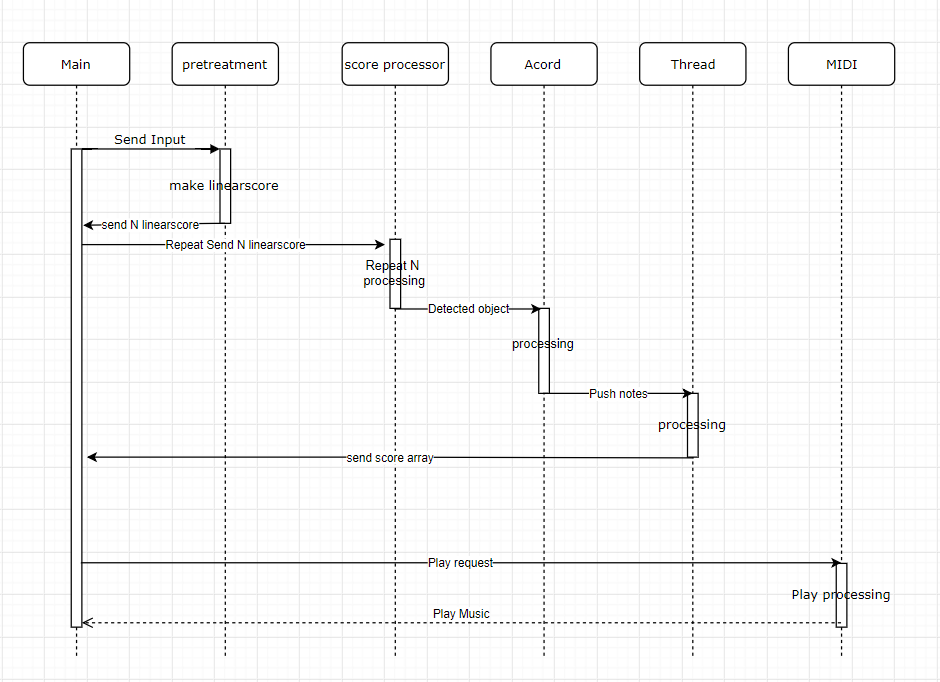 Main
pretreatment
score processor
Acord
Thread
MIDI
Send Input
make linearscore
send N linearscore
Repeat Send N linearscore
Repeat N
processing
Detected object
processing
Push notes
processing
send score array
Play request
Play processing
Play Music